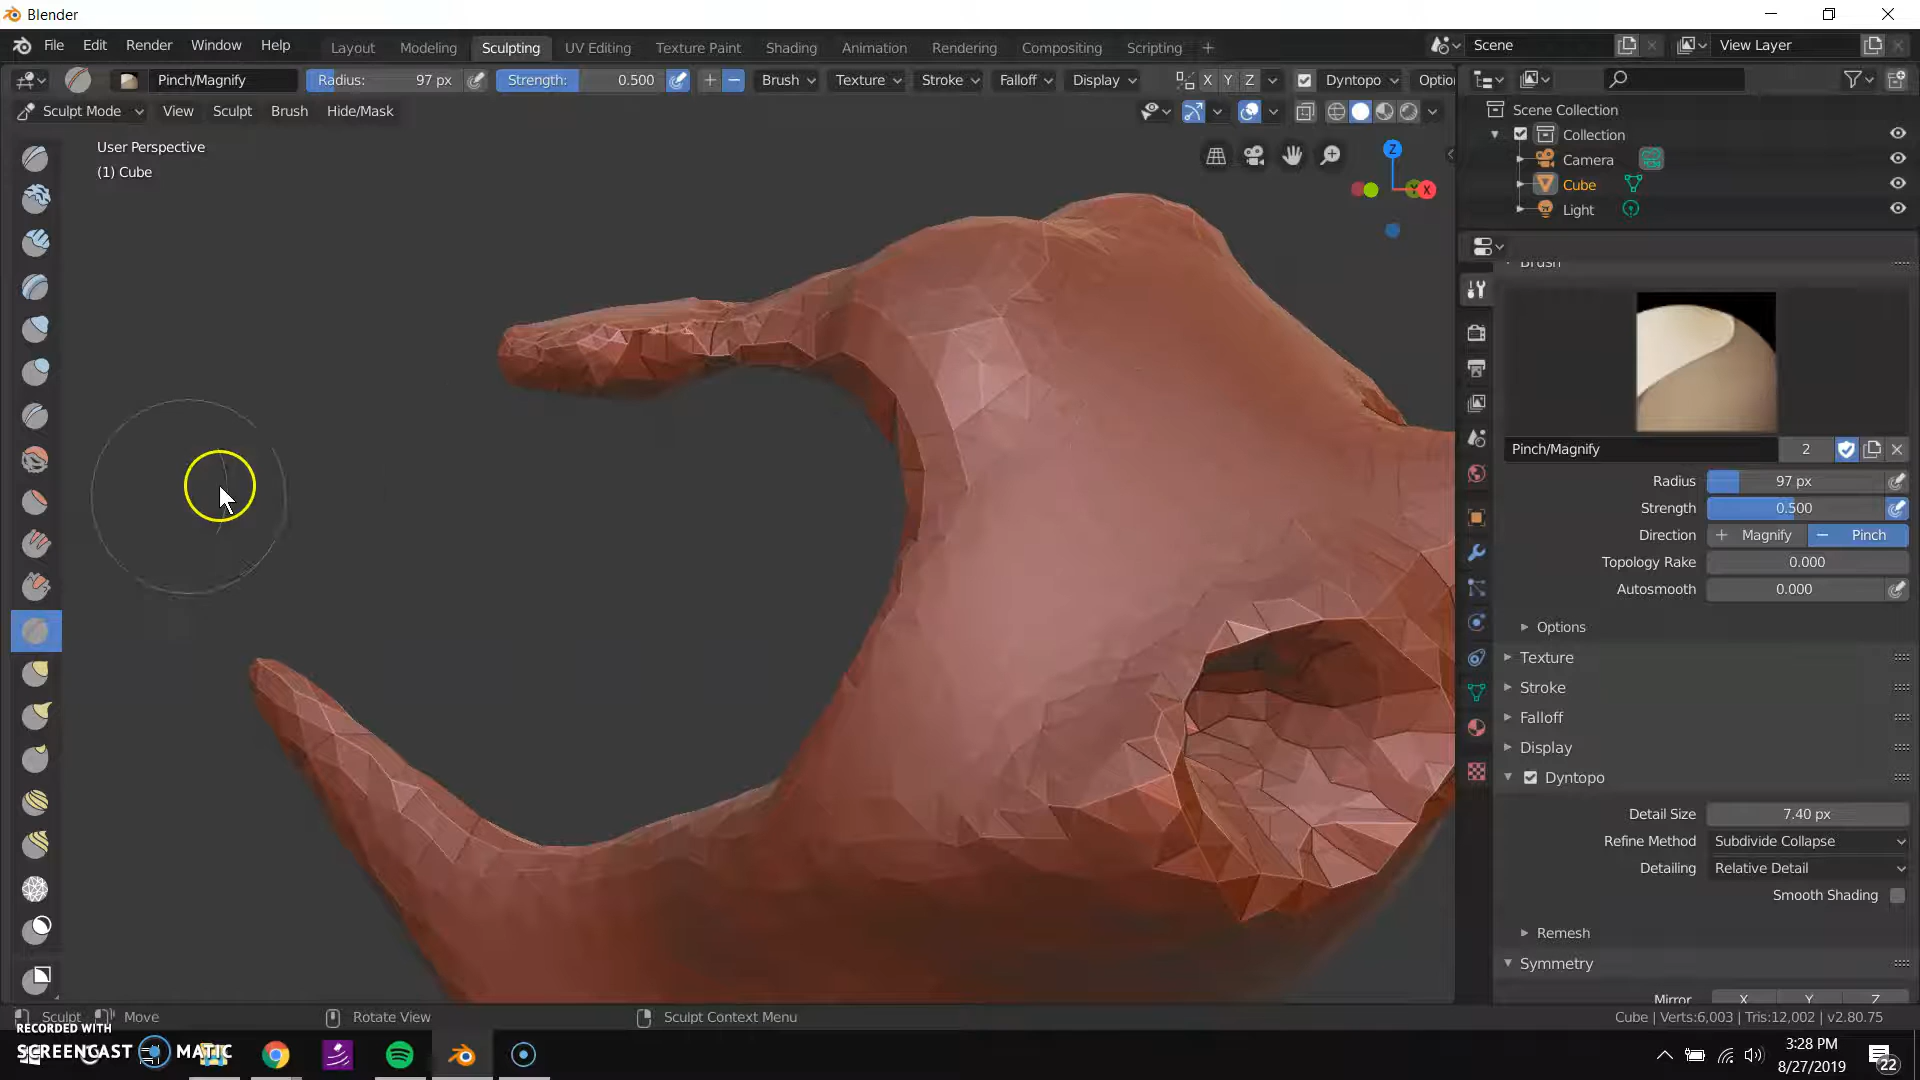 Blender
File Edit Render Window Help Layout Modeling Sculpting UV Editing Texture Paint Shading Animation Rendering Compositing Scripting + Scene View Layer
Pinch/Magnify Radius: 97 px Strength: 0.500 + − Brush Texture Stroke Falloff Display X Y Z Dyntopo Optio
Sculpt Mode View Sculpt Brush Hide/Mask
User Perspective
(1) Cube
Z
Y X
Scene Collection
Collection
Camera
Cube
Light
Brush
Pinch/Magnify 2
Radius 97 px
Strength 0.500
Direction + Magnify − Pinch
Topology Rake 0.000
Autosmooth 0.000
Options
Texture
Stroke
Falloff
Display
Dyntopo
Detail Size 7.40 px
Refine Method Subdivide Collapse
Detailing Relative Detail
Smooth Shading
Remesh
Symmetry
Mirror X Y Z
Sculpt Move Rotate View Sculpt Context Menu Cube | Verts:6,003 | Tris:12,002 | v2.80.75
RECORDED WITH
SCREENCAST MATIC
3:28 PM
8/27/2019
22